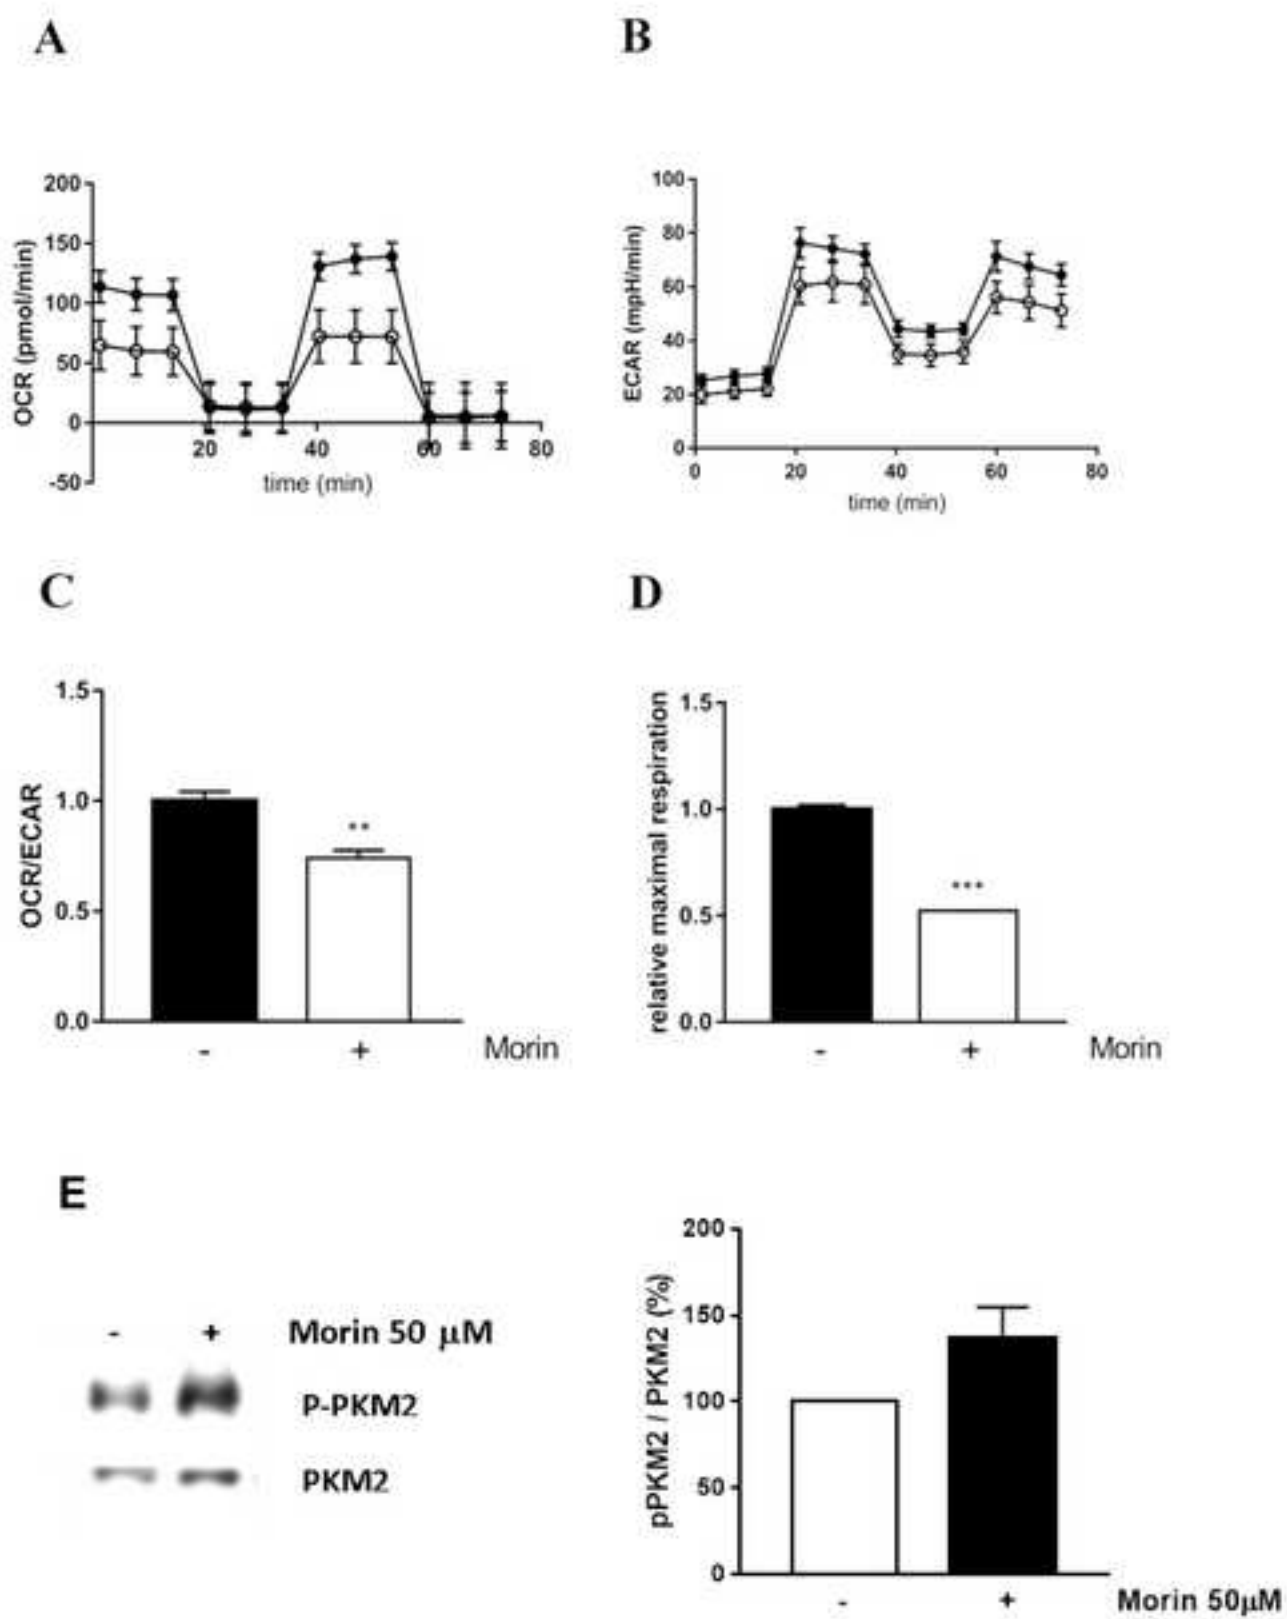 A
B
200
150
100
50
0
-50
OCR (pmol/min)
20
40
60
80
time (min)
100
80
60
40
20
0
ECAR (mpH/min)
0
20
40
60
80
time (min)
C
D
1.5
1.0
0.5
0.0
OCR/ECAR
**
-
+
Morin
1.5
1.0
0.5
0.0
relative maximal respiration
***
-
+
Morin
E
-
+
Morin 50 μM
P-PKM2
PKM2
200
150
100
50
0
pPKM2 / PKM2 (%)
-
+
Morin 50μM